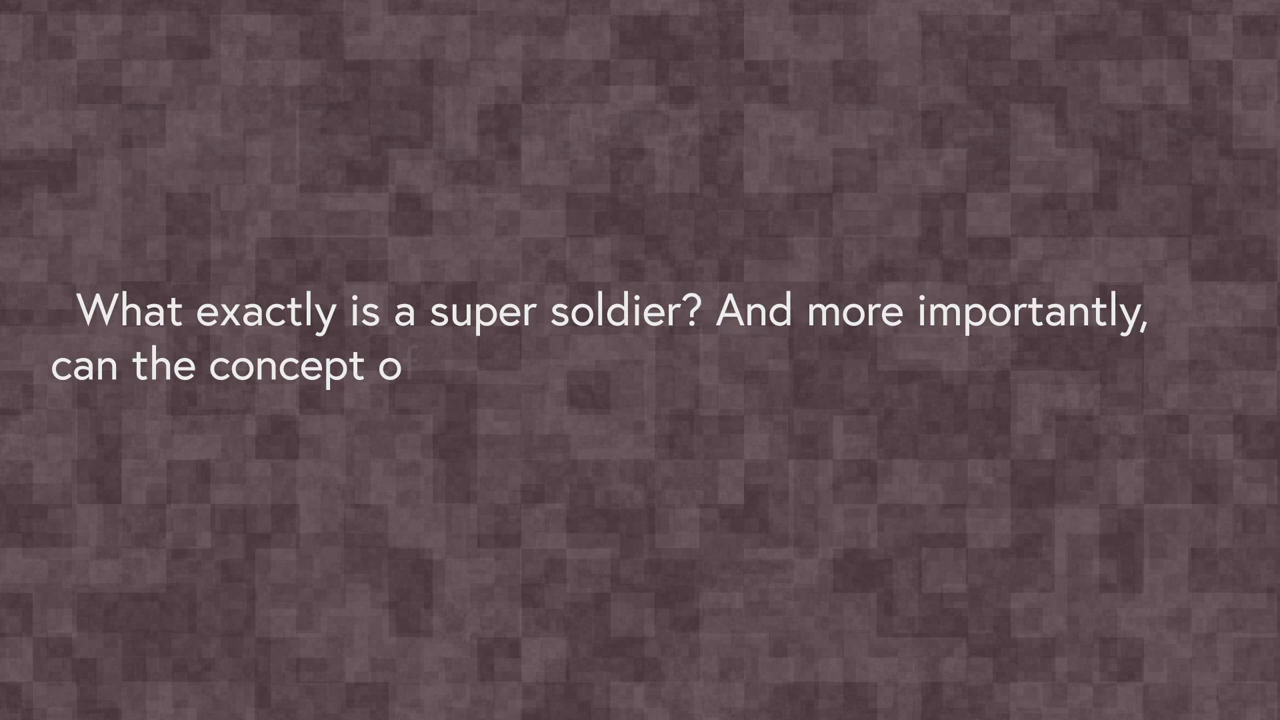 What exactly is a super soldier? And more importantly,
can the concept o